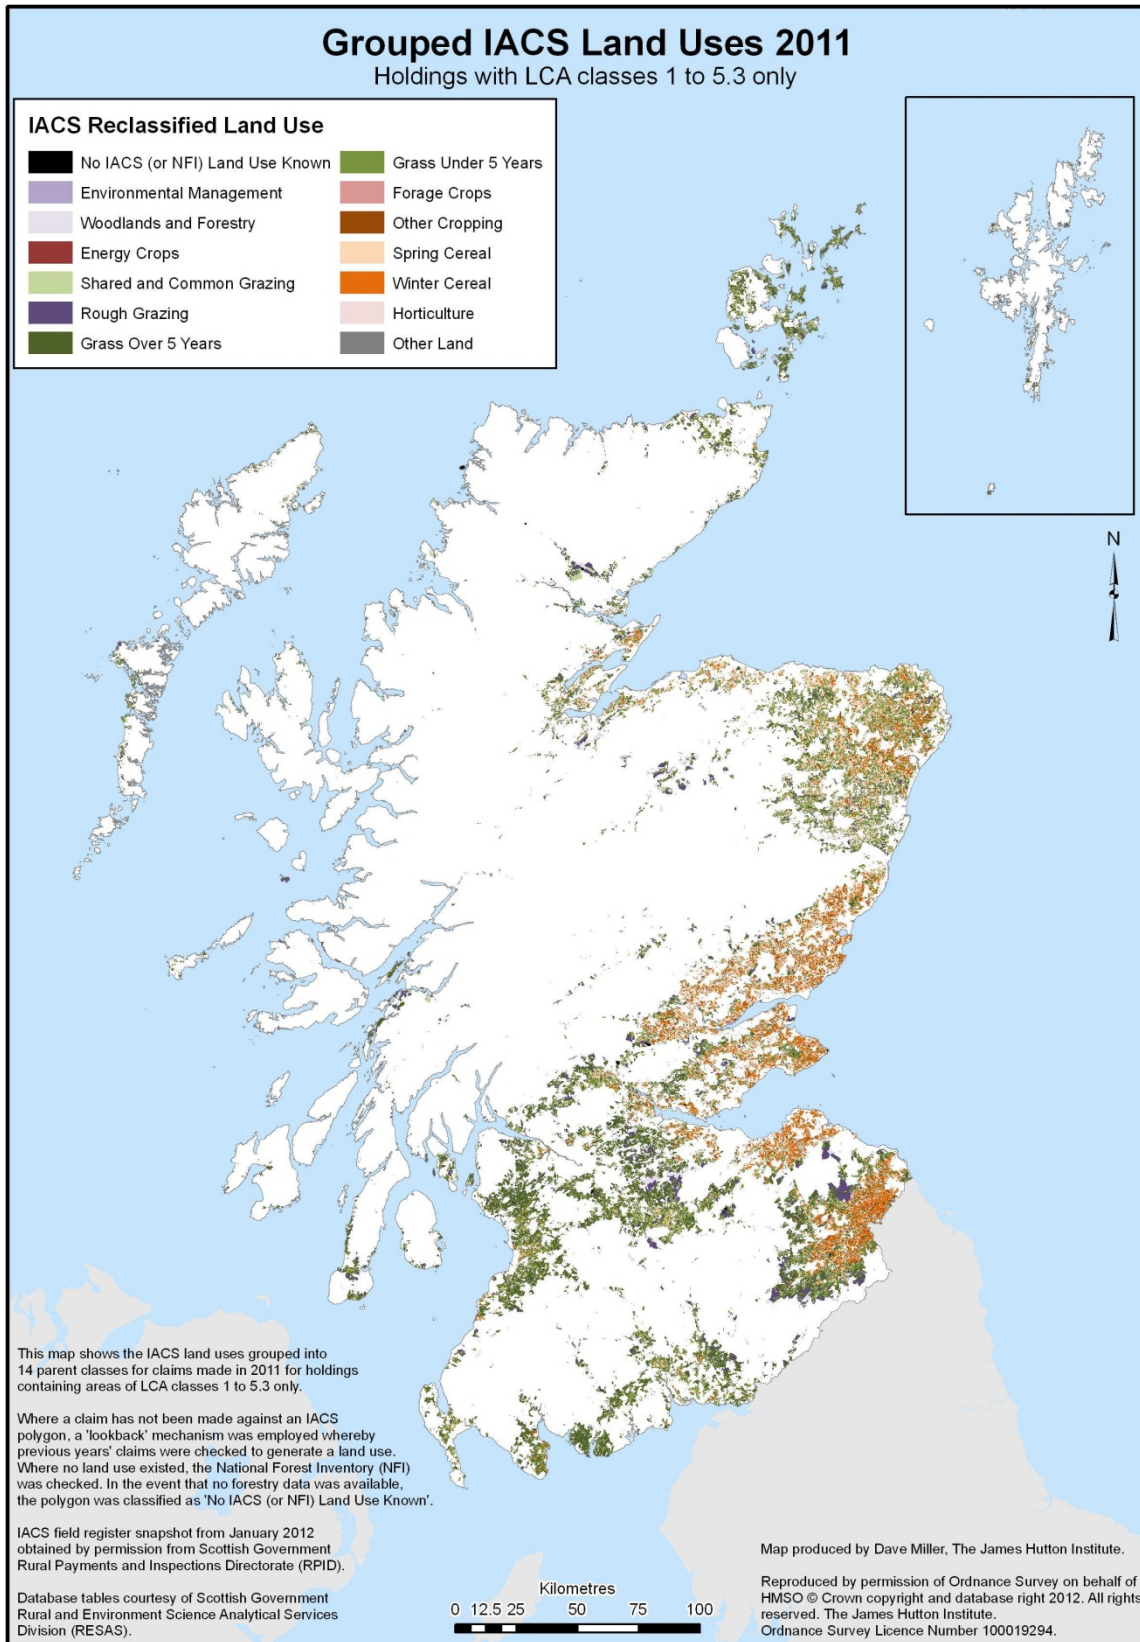 Grouped IACS Land Uses 2011
Holdings with LCA classes 1 to 5.3 only
IACS Reclassified Land Use
No IACS (or NFI) Land Use Known
Environmental Management
Woodlands and Forestry
Energy Crops
Shared and Common Grazing
Rough Grazing
Grass Over 5 Years
Grass Under 5 Years
Forage Crops
Other Cropping
Spring Cereal
Winter Cereal
Horticulture
Other Land
N
This map shows the IACS land uses grouped into
14 parent classes for claims made in 2011 for holdings
containing areas of LCA classes 1 to 5.3 only.
Where a claim has not been made against an IACS
polygon, a 'lookback' mechanism was employed whereby
previous years' claims were checked to generate a land use.
Where no land use existed, the National Forest Inventory (NFI)
was checked. In the event that no forestry data was available,
the polygon was classified as 'No IACS (or NFI) Land Use Known'.
IACS field register snapshot from January 2012
obtained by permission from Scottish Government
Rural Payments and Inspections Directorate (RPID).
Database tables courtesy of Scottish Government
Rural and Environment Science Analytical Services
Division (RESAS).
Kilometres
0 12.5 25 50 75 100
Map produced by Dave Miller, The James Hutton Institute.
Reproduced by permission of Ordnance Survey on behalf of
HMSO © Crown copyright and database right 2012. All rights
reserved. The James Hutton Institute.
Ordnance Survey Licence Number 100019294.